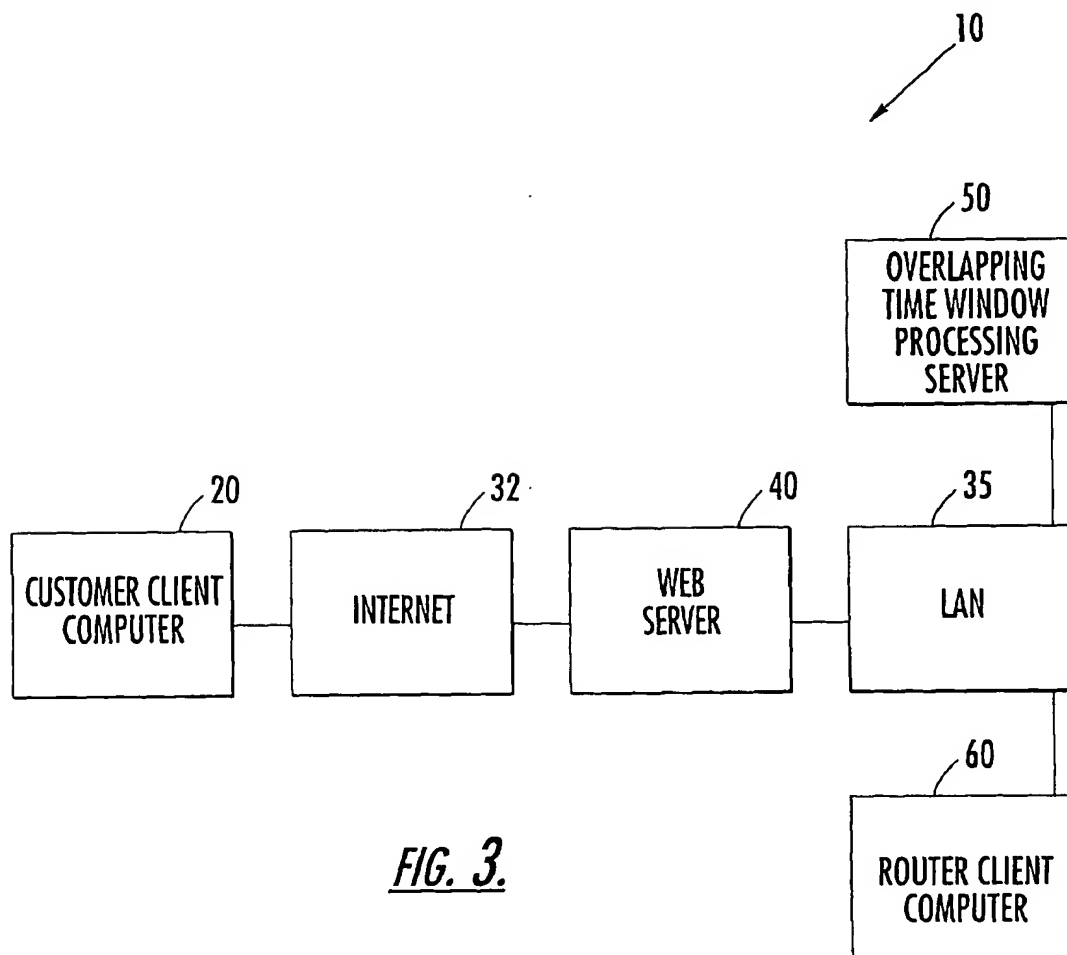 10
50
OVERLAPPING
TIME WINDOW
PROCESSING
SERVER
20
32
40
35
CUSTOMER CLIENT
COMPUTER
INTERNET
WEB
SERVER
LAN
60
ROUTER CLIENT
COMPUTER
FIG. 3.